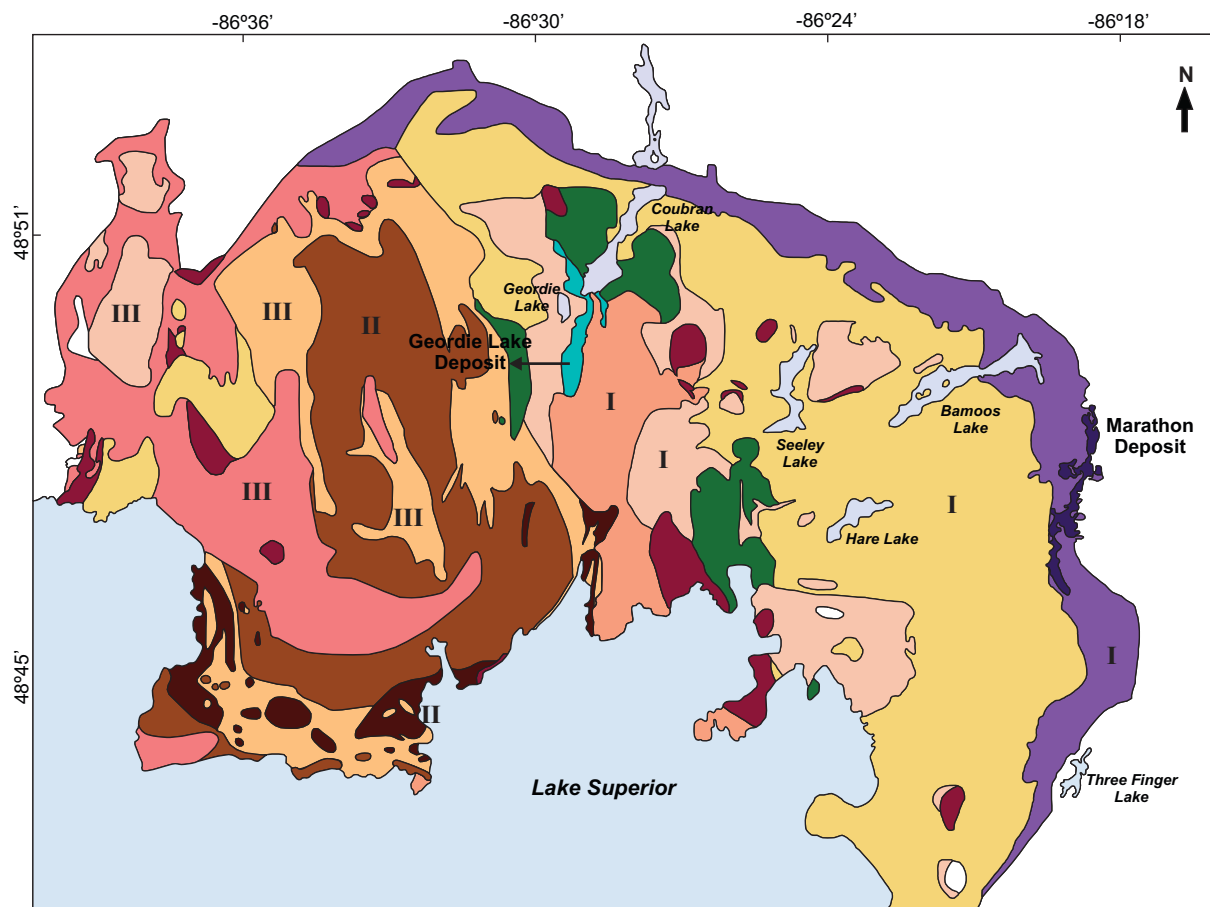 -86º36’
-86º30’
-86º24’
-86º18’
N
48º51’
Coubran
Lake
Geordie
Lake
III
III
II
Geordie Lake
Deposit
I
Bamoos
Lake
Marathon
Deposit
Seeley
Lake
I
III
III
I
Hare Lake
48º45’
I
II
Lake Superior
Three Finger
Lake